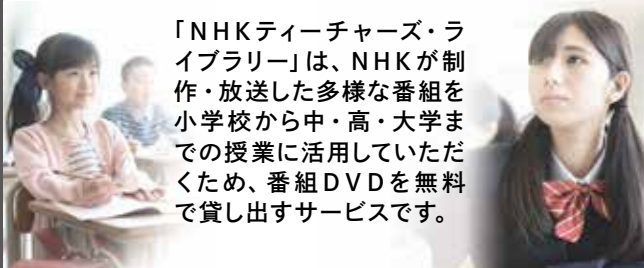 「NHKティーチャーズ・ラ
イブラリー」は、NHKが制
作・放送した多様な番組を
小学校から中・高・大学ま
での授業に活用していただ
くため、番組DVDを無料
で貸し出すサービスです。